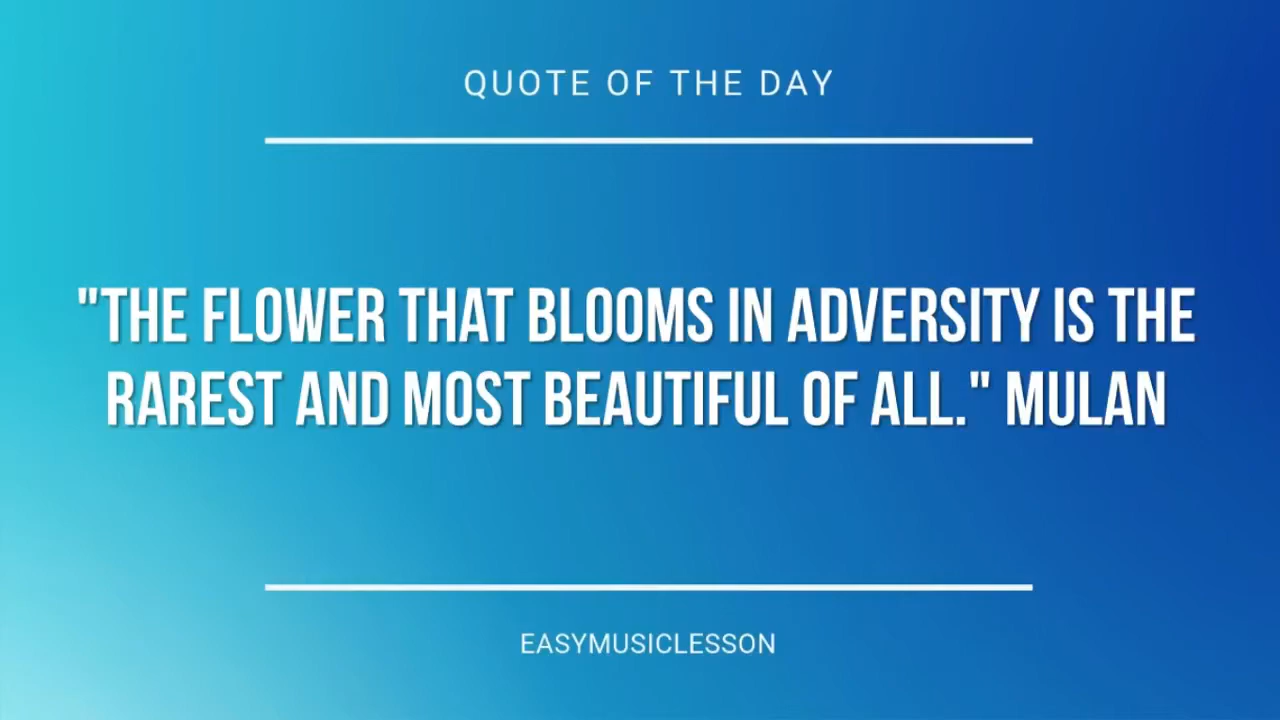 QUOTE OF THE DAY
"THE FLOWER THAT BLOOMS IN ADVERSITY IS THE
RAREST AND MOST BEAUTIFUL OF ALL." MULAN
EASYMUSICLESSON